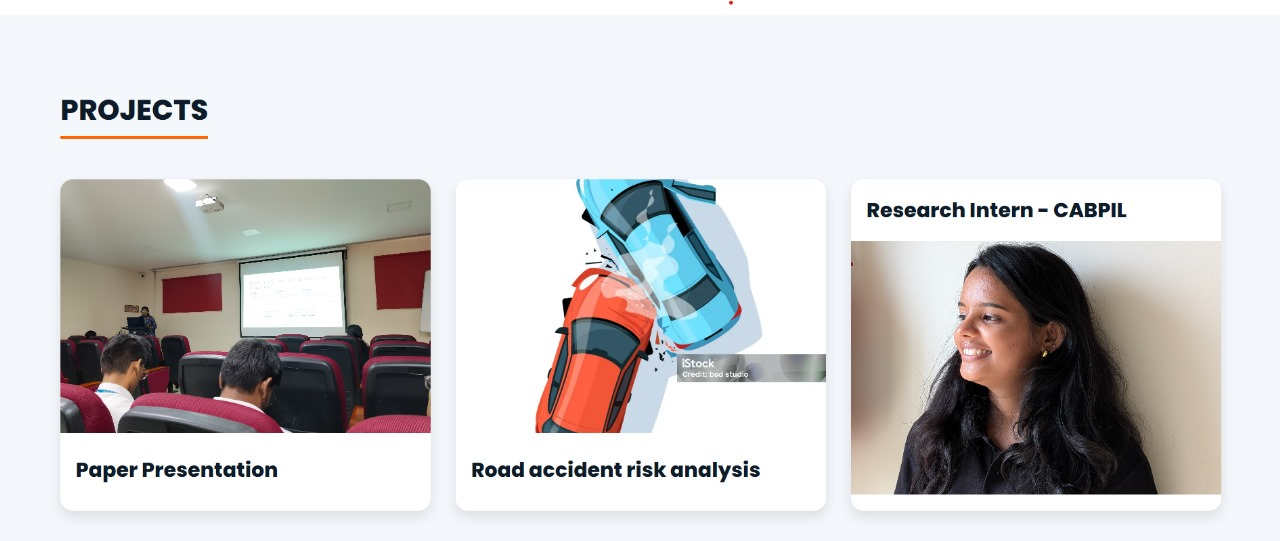 PROJECTS
Paper Presentation
iStock
Credit: bsd studio
Road accident risk analysis
Research Intern - CABPIL